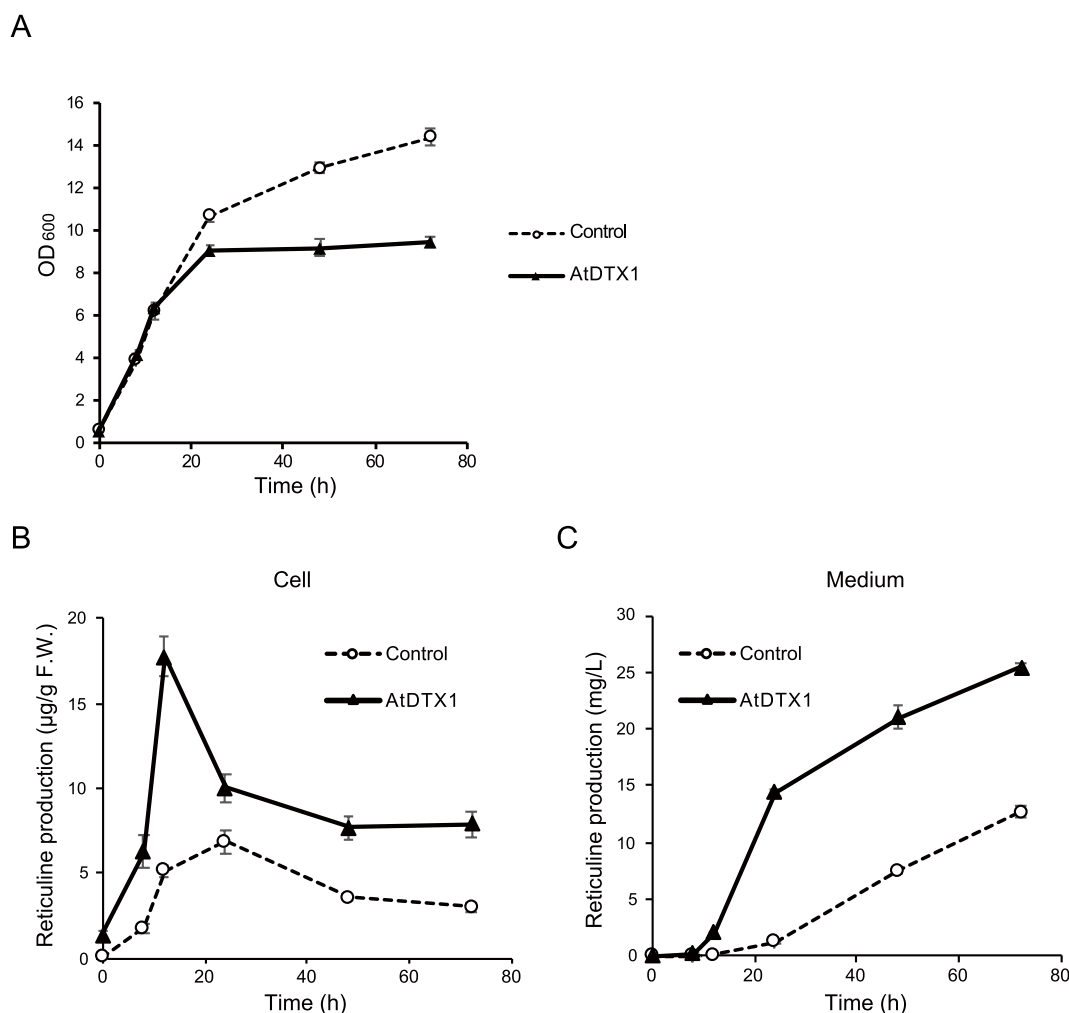 A
16
14
12
10
8
6
4
2
0
OD600
0 20 40 60 80
Time (h)
Control
AtDTX1
B
Cell
20
15
10
5
0
Reticuline production (µg/g F.W.)
0 20 40 60 80
Time (h)
Control
AtDTX1
C
Medium
30
25
20
15
10
5
0
Reticuline production (mg/L)
0 20 40 60 80
Time (h)
Control
AtDTX1